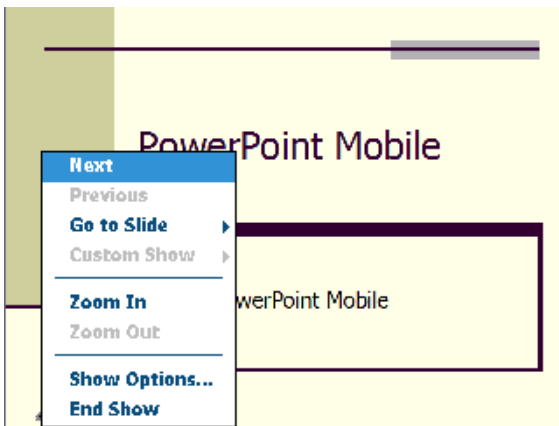 PowerPoint Mobile
Next
Previous
Go to Slide
Custom Show
Zoom In
Zoom Out
Show Options...
End Show
werPoint Mobile